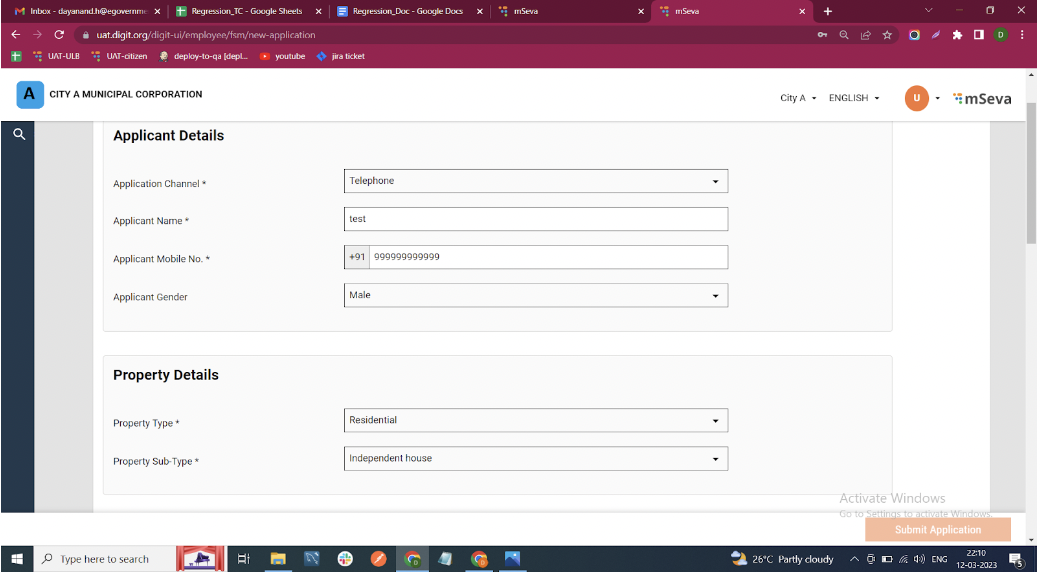 Inbox - dayanand.h@egovernme
Regression_TC - Google Sheets
Regression_Doc - Google Docs
mSeva
mSeva
uat.digit.org/digit-ui/employee/fsm/new-application
D
UAT-ULB
UAT-citizen
deploy-to-qa [depl...
youtube
jira ticket
A
CITY A MUNICIPAL CORPORATION
City A
ENGLISH
U
mSeva
Applicant Details
Application Channel *
Telephone
Applicant Name *
test
Applicant Mobile No. *
+91
999999999999
Applicant Gender
Male
Property Details
Property Type *
Residential
Property Sub-Type *
Independent house
Activate Windows
Go to Settings to activate Windows.
Submit Application
Type here to search
26°C Partly cloudy
ENG
22:10
12-03-2023
5